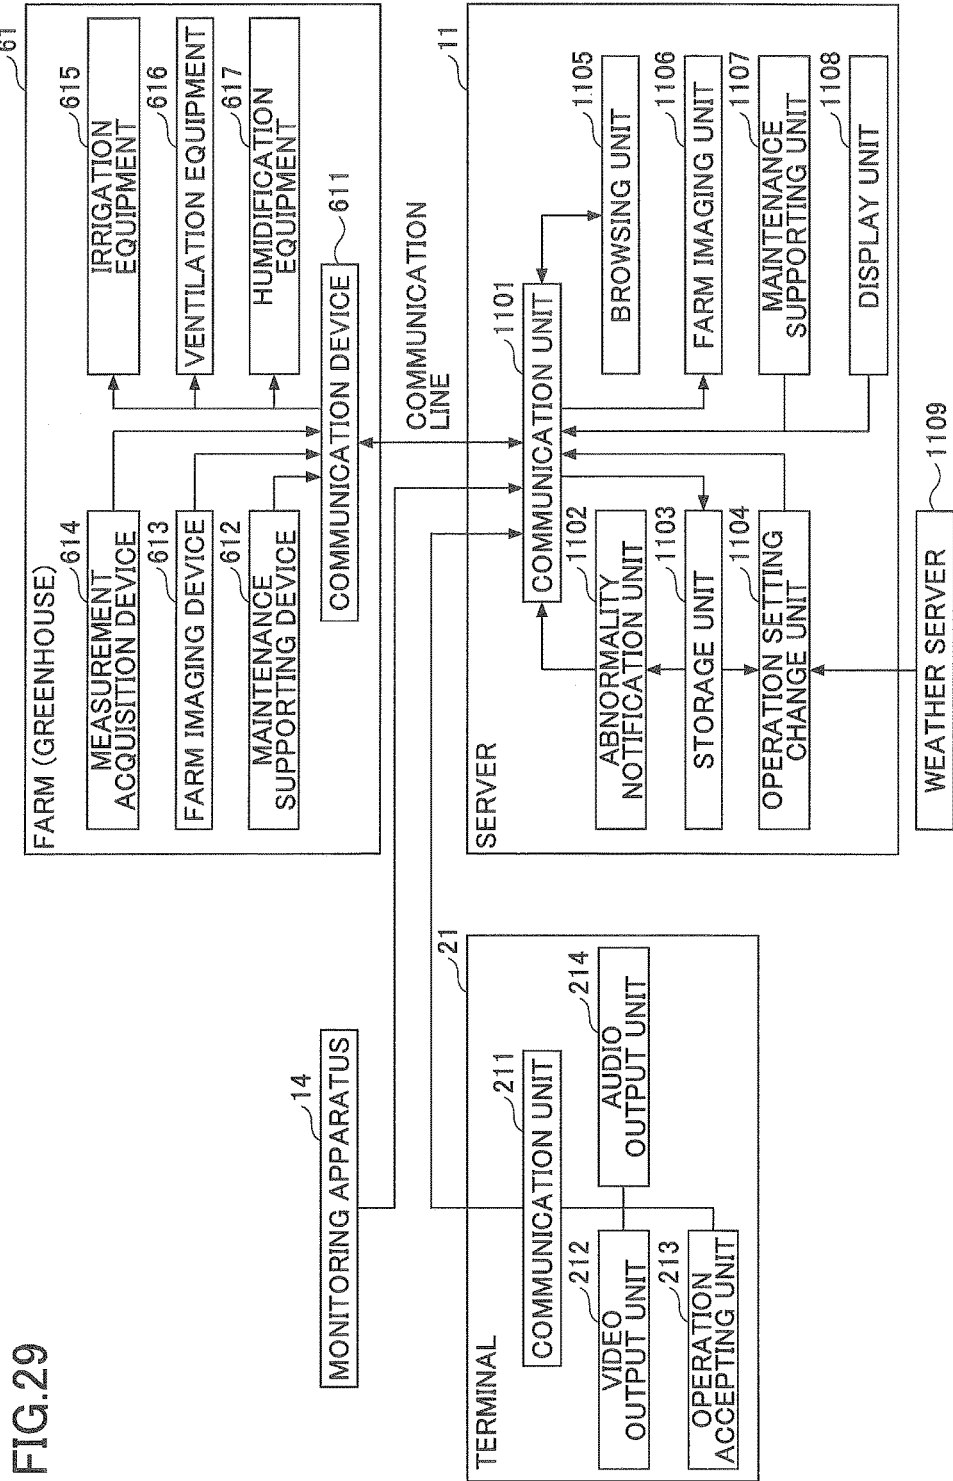 FIG.29
61
FARM (GREENHOUSE)
614
MEASUREMENT
ACQUISITION DEVICE
613
FARM IMAGING DEVICE
612
MAINTENANCE
SUPPORTING DEVICE
615
IRRIGATION
EQUIPMENT
616
VENTILATION EQUIPMENT
617
HUMIDIFICATION
EQUIPMENT
611
COMMUNICATION DEVICE
14
MONITORING APPARATUS
COMMUNICATION
LINE
21
TERMINAL
211
COMMUNICATION UNIT
212
VIDEO
OUTPUT UNIT
214
AUDIO
OUTPUT UNIT
213
OPERATION
ACCEPTING UNIT
11
SERVER
1101
COMMUNICATION UNIT
1102
ABNORMALITY
NOTIFICATION UNIT
1103
STORAGE UNIT
1104
OPERATION SETTING
CHANGE UNIT
1105
BROWSING UNIT
1106
FARM IMAGING UNIT
1107
MAINTENANCE
SUPPORTING UNIT
1108
DISPLAY UNIT
1109
WEATHER SERVER